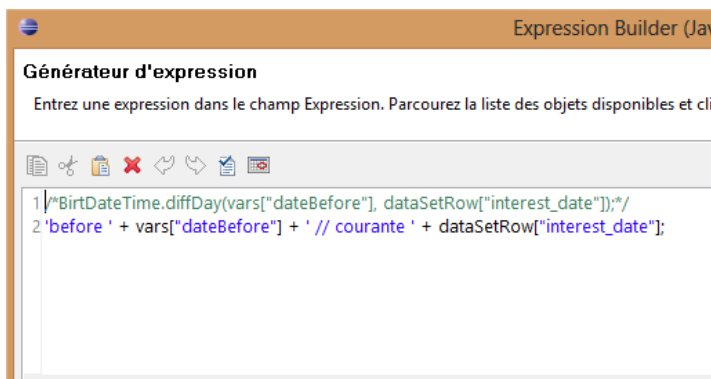 Expression Builder (Jav
Générateur d'expression
Entrez une expression dans le champ Expression. Parcourez la liste des objets disponibles et cli
1 /*BirtDateTime.diffDay(vars["dateBefore"], dataSetRow["interest_date"]);*/
2 'before ' + vars["dateBefore"] + ' // courante ' + dataSetRow["interest_date"];